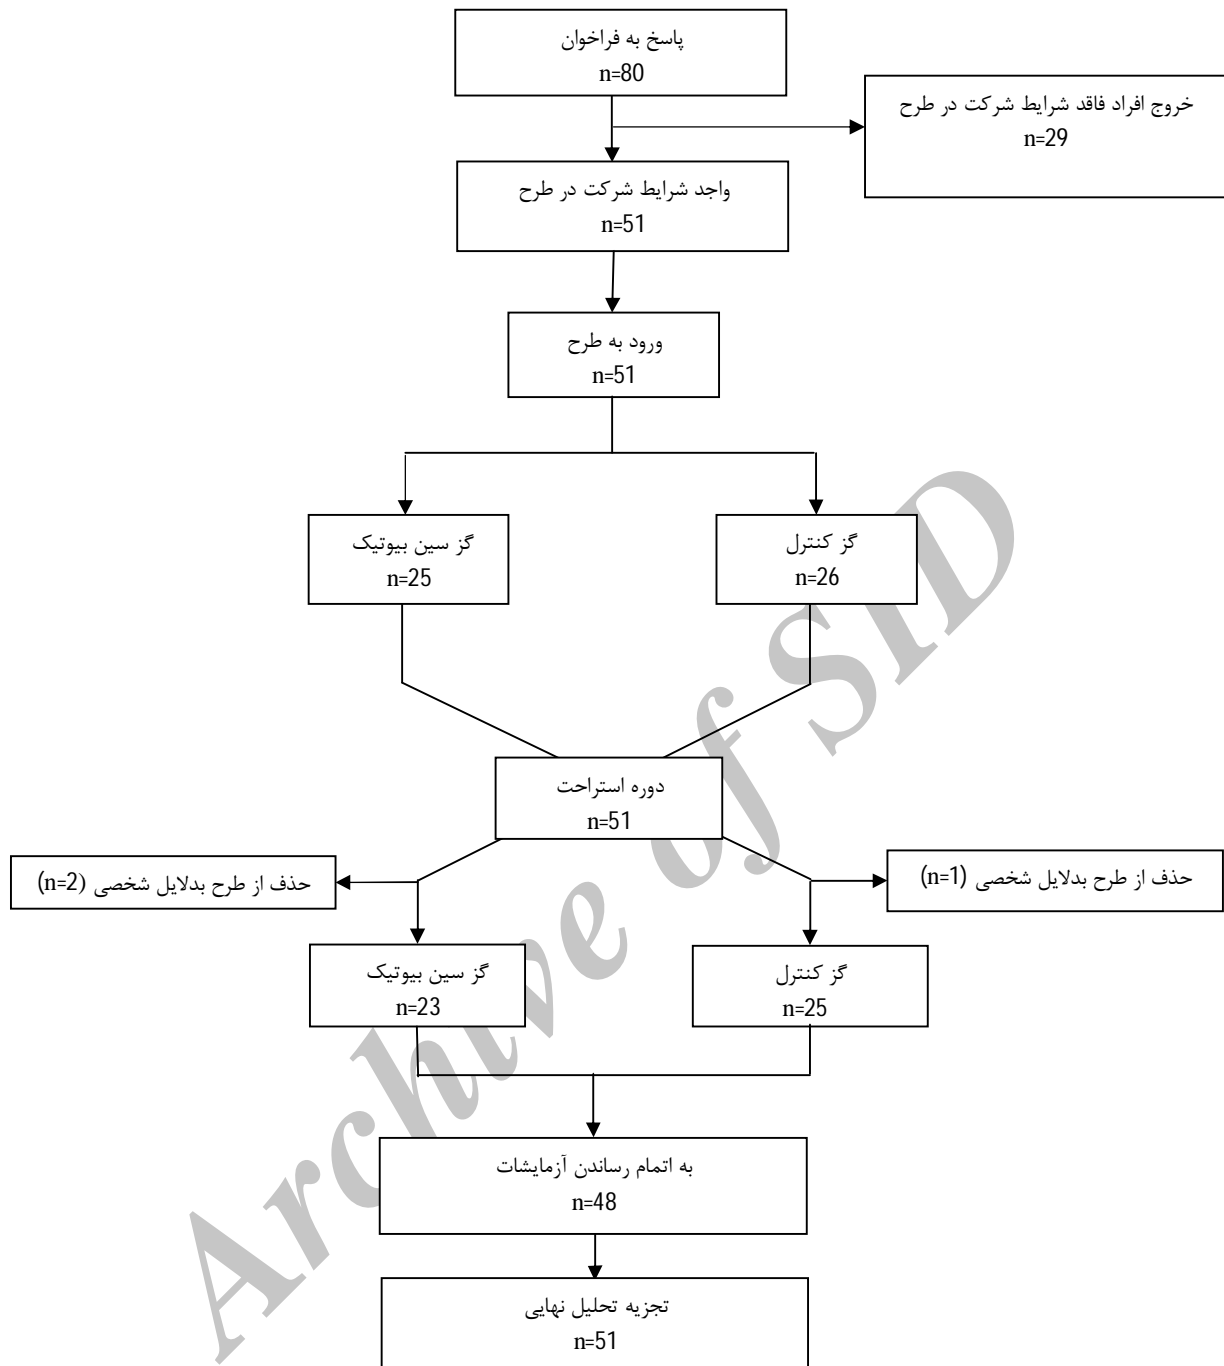 پاسخ به فراخوان
n=80
خروج افراد فاقد شرایط شرکت در طرح
n=29
واجد شرایط شرکت در طرح
n=51
ورود به طرح
n=51
گز کنترل
n=26
گز سین بیوتیک
n=25
دوره استراحت
n=51
حذف از طرح بدلایل شخصی (n=1)
حذف از طرح بدلایل شخصی (n=2)
گز کنترل
n=25
گز سین بیوتیک
n=23
به اتمام رساندن آزمایشات
n=48
تجزیه تحلیل نهایی
n=51
Archive of SID